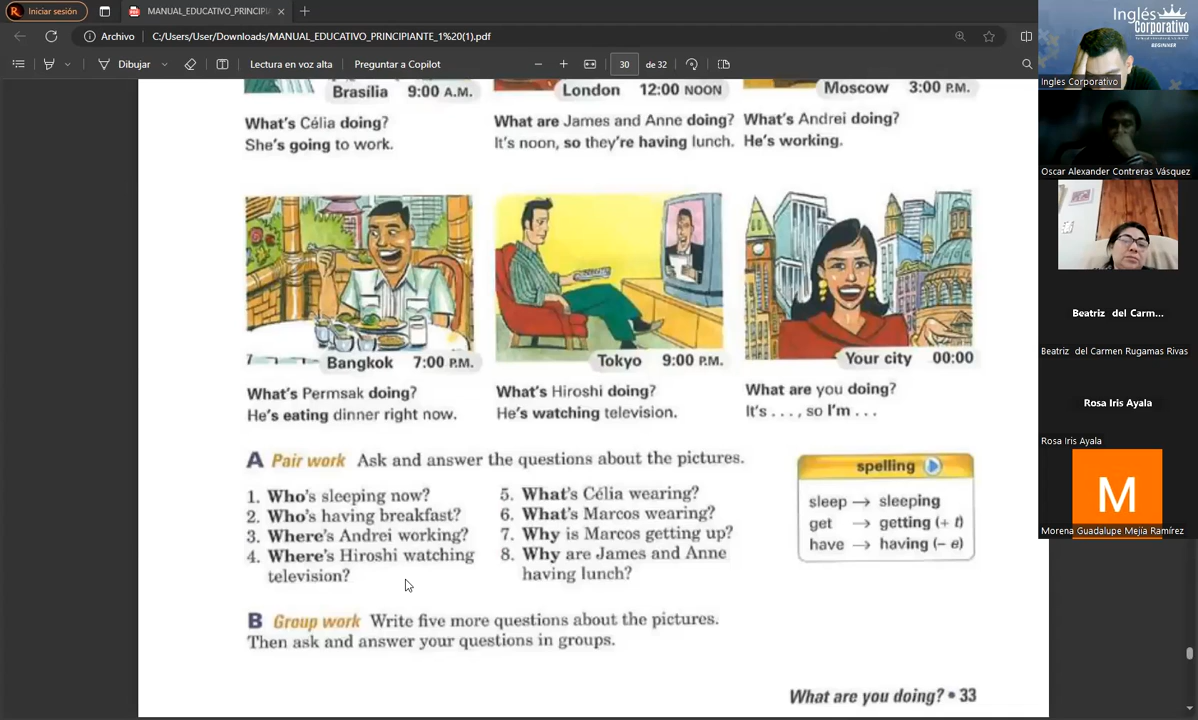 Iniciar sesión
MANUAL_EDUCATIVO_PRINCIPIA
Archivo
C:/Users/User/Downloads/MANUAL_EDUCATIVO_PRINCIPIANTE_1%20(1).pdf
Dibujar
Lectura en voz alta
Preguntar a Copilot
30
de 32
Brasília 9:00 A.M.
London 12:00 NOON
Moscow 3:00 P.M.
What's Célia doing?
She's going to work.
What are James and Anne doing?
It's noon, so they're having lunch.
What's Andrei doing?
He's working.
Bangkok 7:00 P.M.
Tokyo 9:00 P.M.
Your city 00:00
What's Permsak doing?
He's eating dinner right now.
What's Hiroshi doing?
He's watching television.
What are you doing?
It's . . . , so I'm . . .
A Pair work Ask and answer the questions about the pictures.
1. Who's sleeping now?
2. Who's having breakfast?
3. Where's Andrei working?
4. Where's Hiroshi watching
television?
5. What's Célia wearing?
6. What's Marcos wearing?
7. Why is Marcos getting up?
8. Why are James and Anne
having lunch?
spelling
sleep → sleeping
get → getting (+ t)
have → having (– e)
B Group work Write five more questions about the pictures.
Then ask and answer your questions in groups.
What are you doing? • 33
Inglés
Corporativo
BEGINNER
Ingles Corporativo
Oscar Alexander Contreras Vásquez
Beatriz del Carm...
Beatriz del Carmen Rugamas Rivas
Rosa Iris Ayala
Rosa Iris Ayala
M
Morena Guadalupe Mejía Ramírez